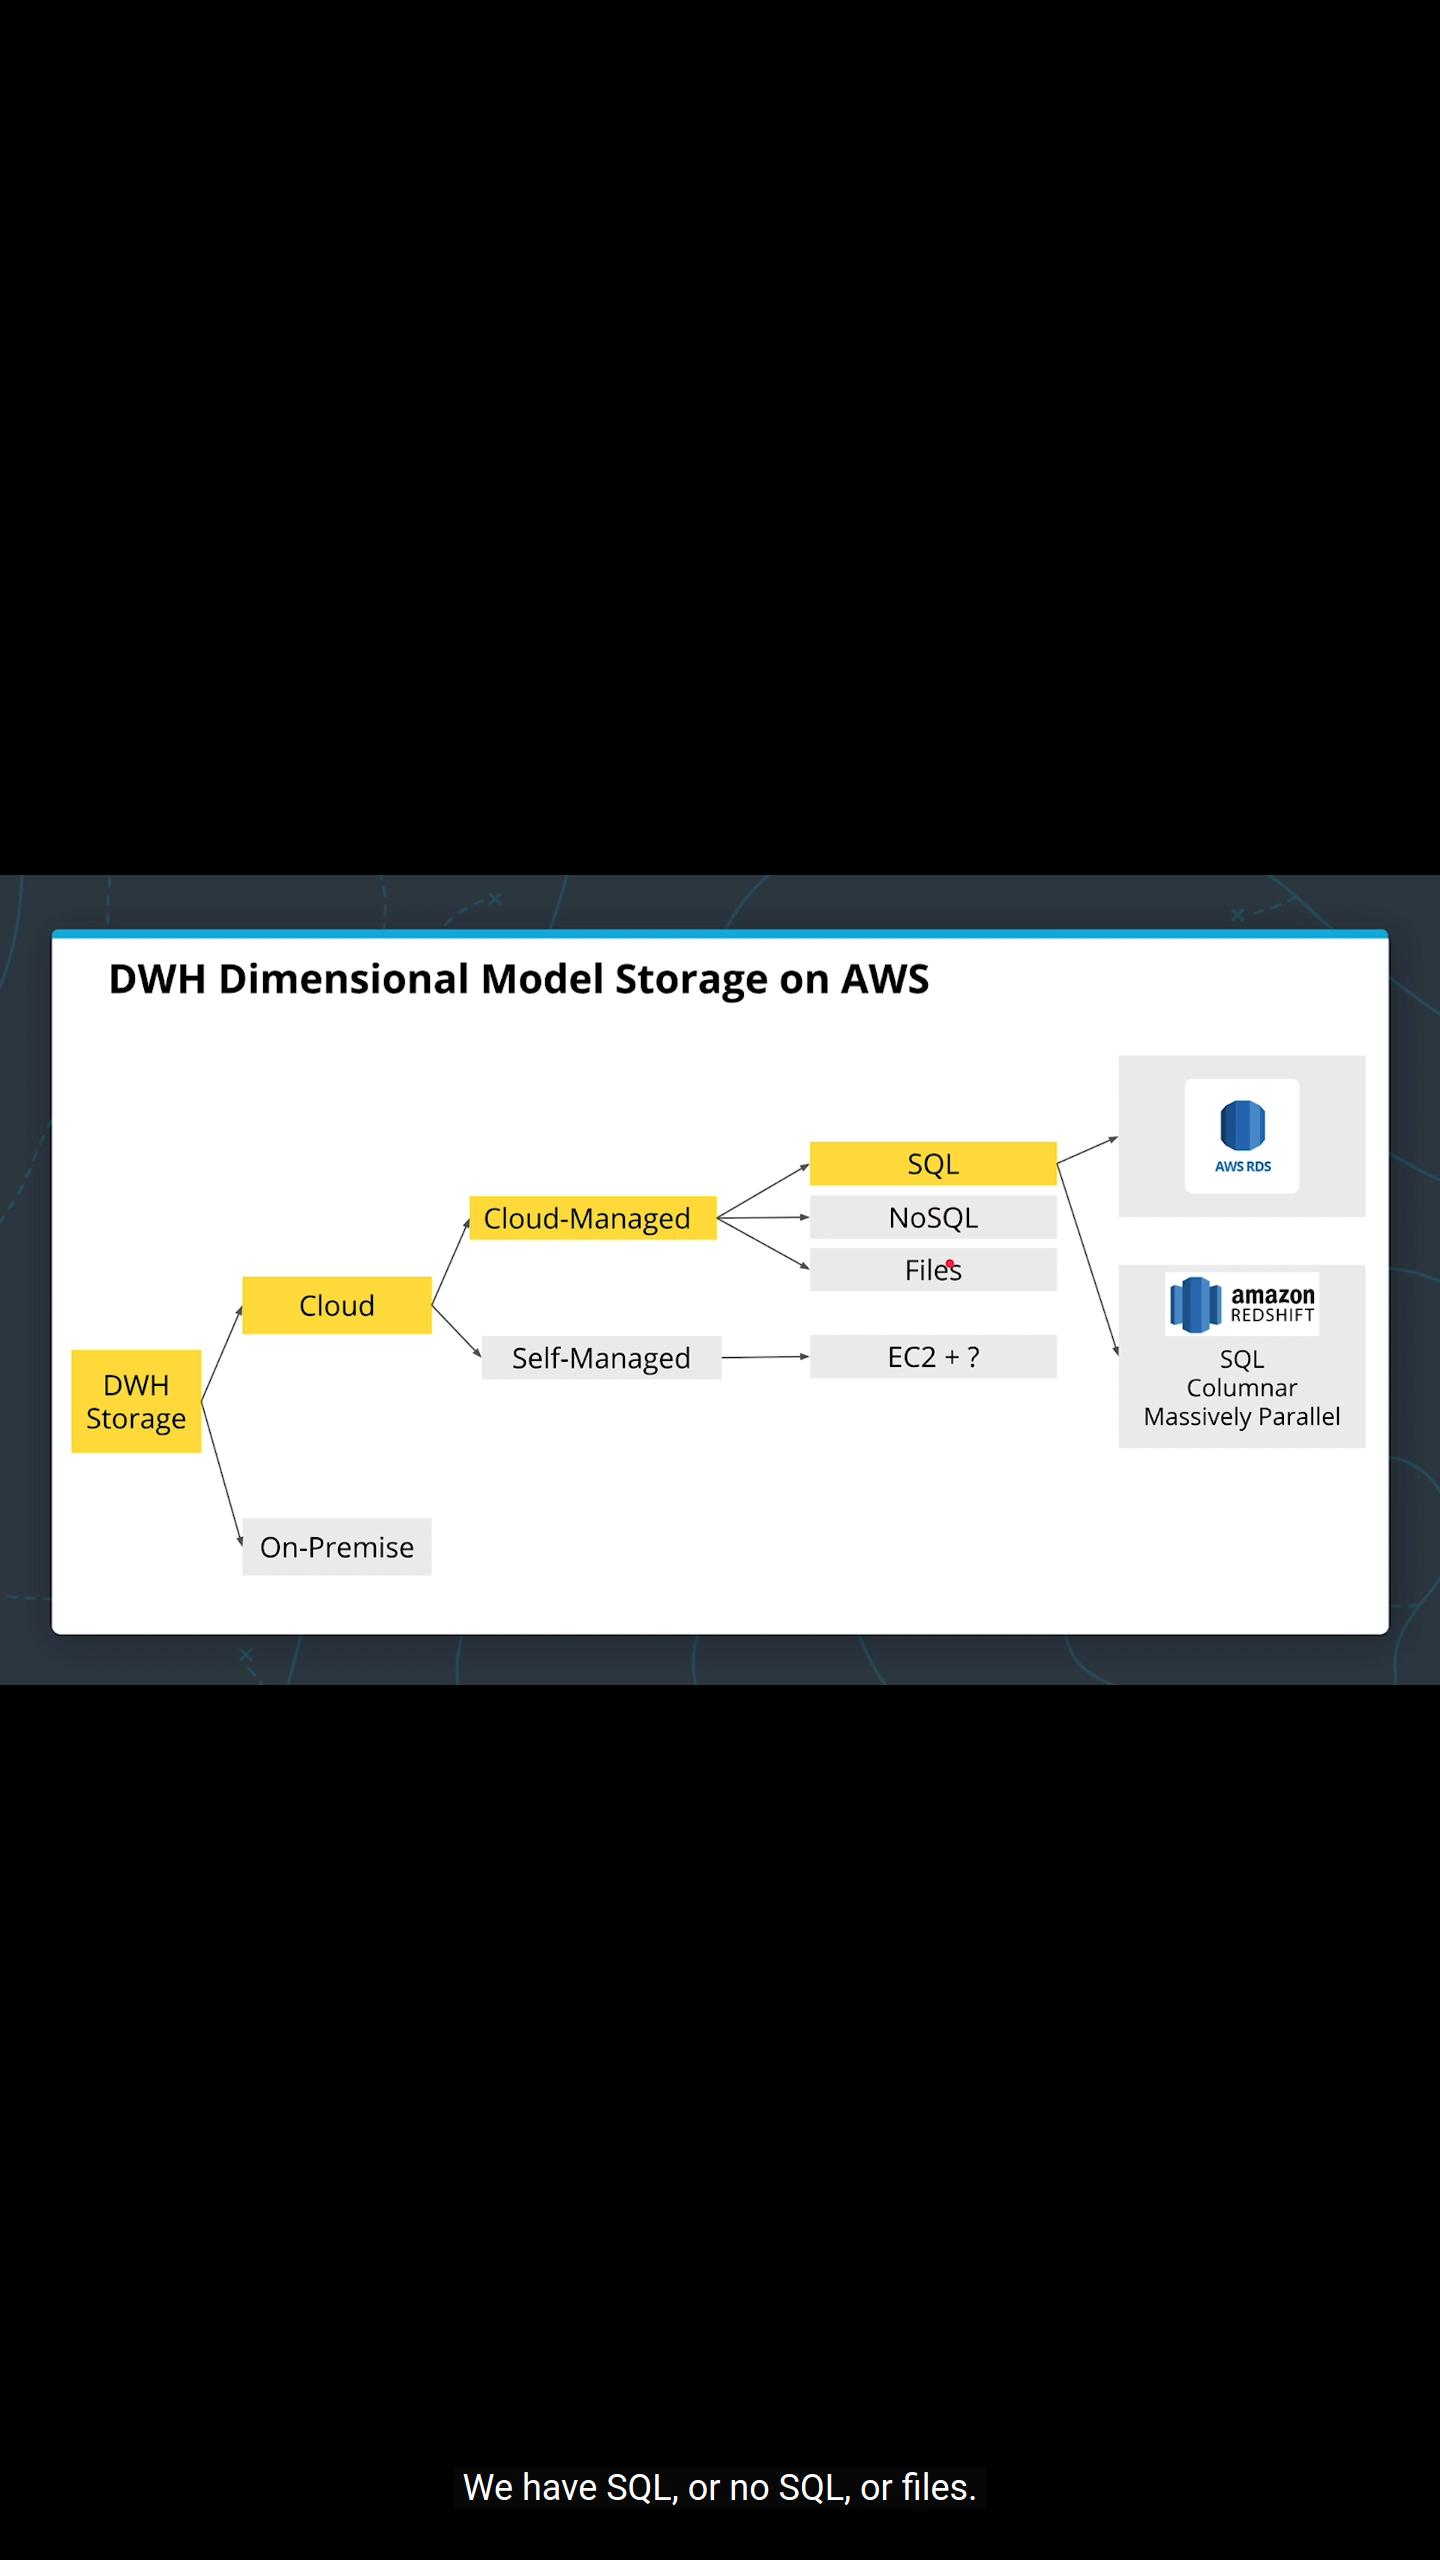 DWH Dimensional Model Storage on AWS
DWH
Storage
Cloud
On-Premise
Cloud-Managed
Self-Managed
SQL
NoSQL
Files
EC2 + ?
AWS RDS
amazon
REDSHIFT
SQL
Columnar
Massively Parallel
We have SQL, or no SQL, or files.